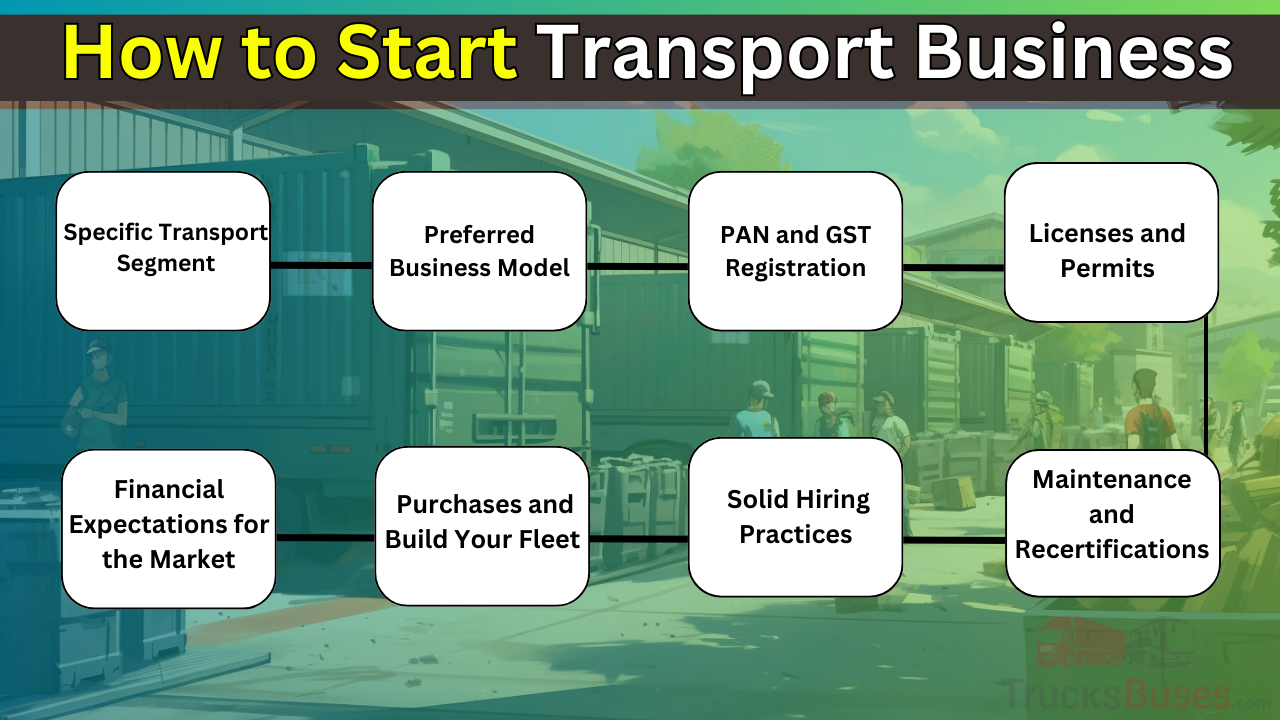 How to Start Transport Business
Specific Transport
Segment
Preferred
Business Model
PAN and GST
Registration
Licenses and
Permits
Maintenance
and
Recertifications
Solid Hiring
Practices
Purchases and
Build Your Fleet
Financial
Expectations for
the Market
TrucksBuses.com